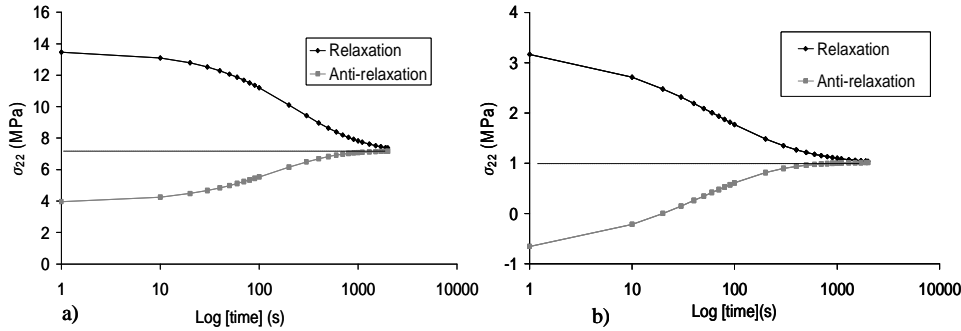 16
14
12
10
8
6
4
2
0
σ22 (MPa)
Relaxation
Anti-relaxation
1
10
100
1000
10000
Log [time] (s)
a)
4
3
2
1
0
-1
σ22 (MPa)
Relaxation
Anti-relaxation
1
10
100
1000
10000
Log [time](s)
b)